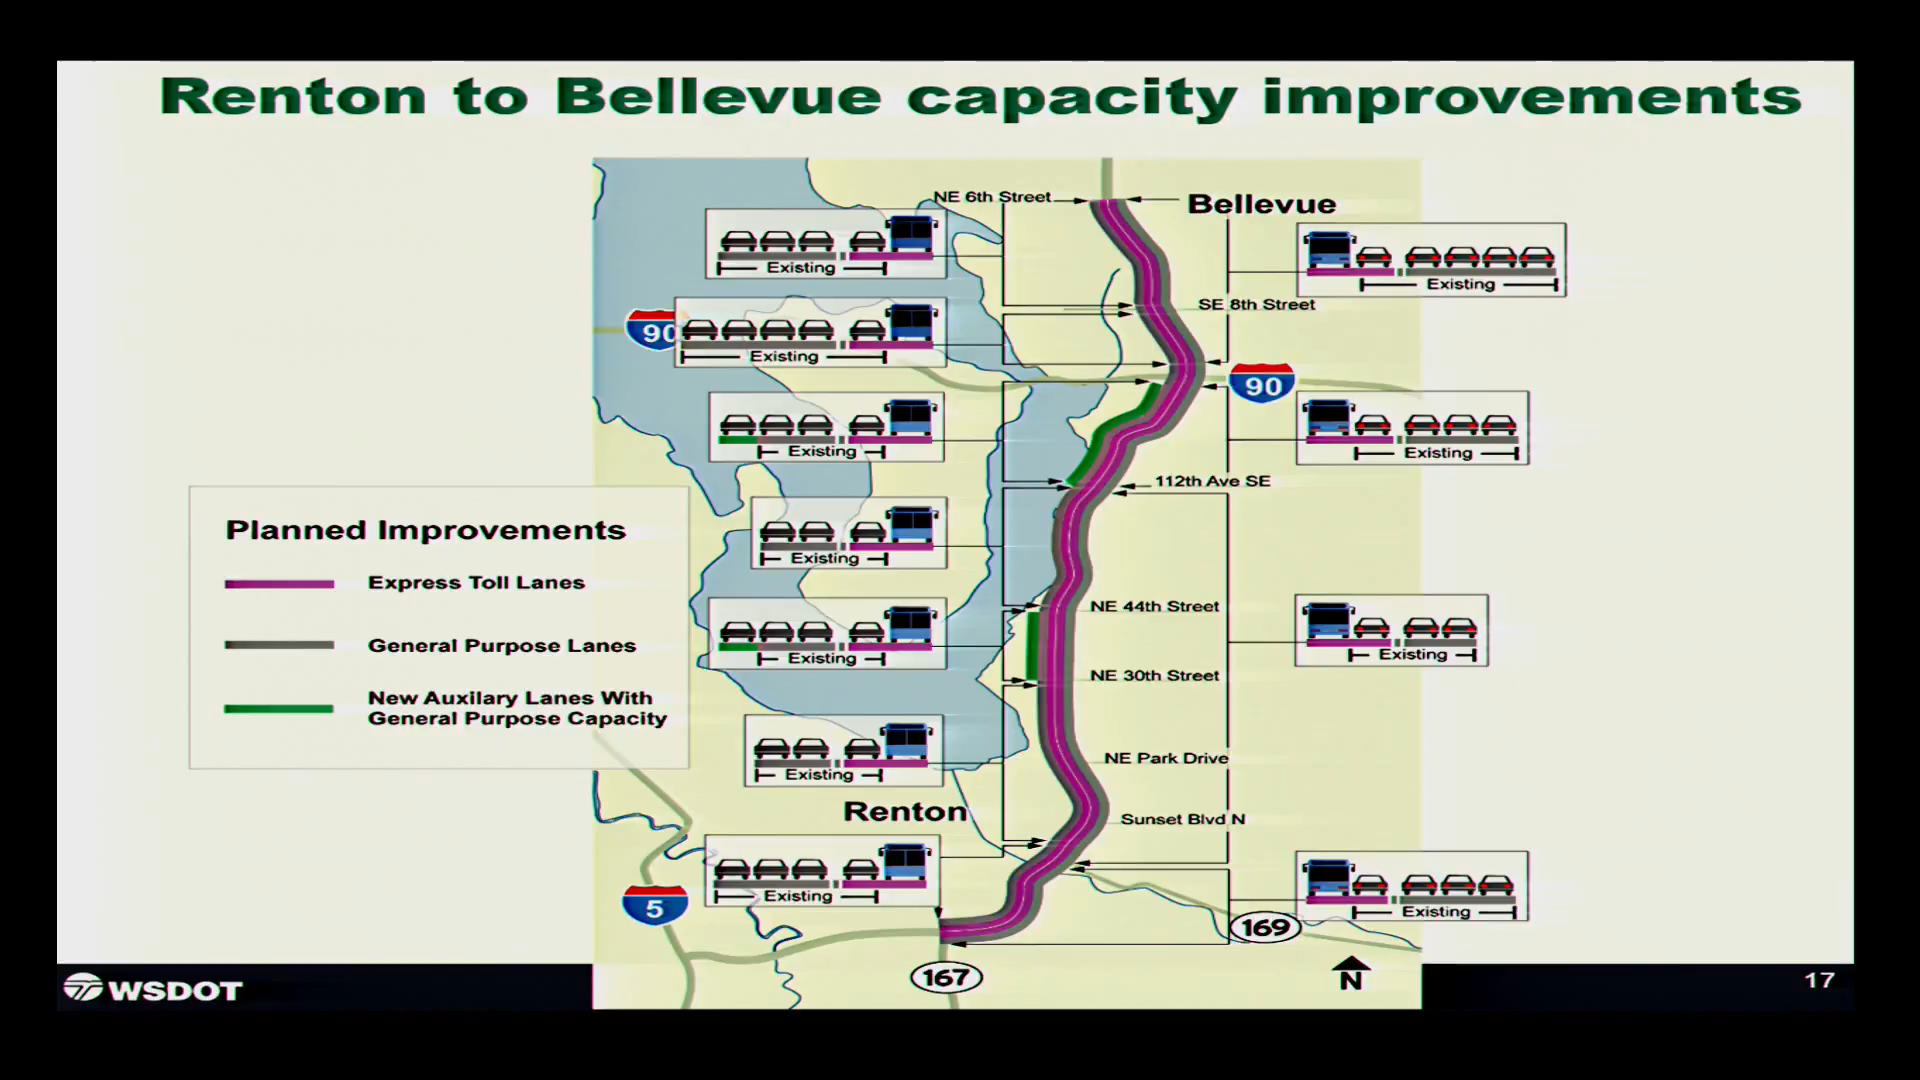 Renton to Bellevue capacity improvements
NE 6th Street
Bellevue
Existing
Existing
SE 8th Street
90
Existing
90
Existing
Existing
112th Ave SE
Planned Improvements
Existing
Express Toll Lanes
NE 44th Street
General Purpose Lanes
Existing
Existing
NE 30th Street
New Auxilary Lanes With
General Purpose Capacity
NE Park Drive
Existing
Renton
Sunset Blvd N
Existing
5
Existing
169
167
N
WSDOT
17